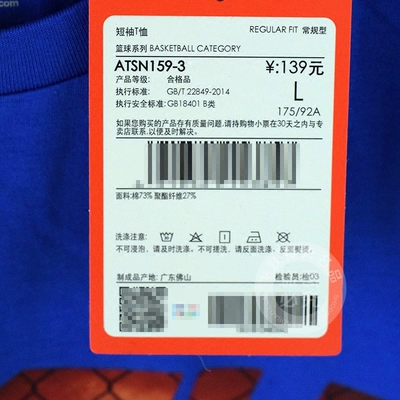 短袖T恤 REGULAR FIT 常规型
篮球系列 BASKETBALL CATEGORY
ATSN159-3 ¥:139元
产品等级: 合格品 L
执行标准: GB/T 22849-2014
执行安全标准: GB18401 B类 175/92A
如果您购买的产品存有质量问题,请持购物小票在30天之内与专
卖店联系,以便及时解决。
面料:棉73% 聚酯纤维27%
洗涤注意:
不可浸泡、请及时洗涤。不可搓洗。请反面洗涤、反面熨烫。
制成品产地:广东佛山 检验员:检03